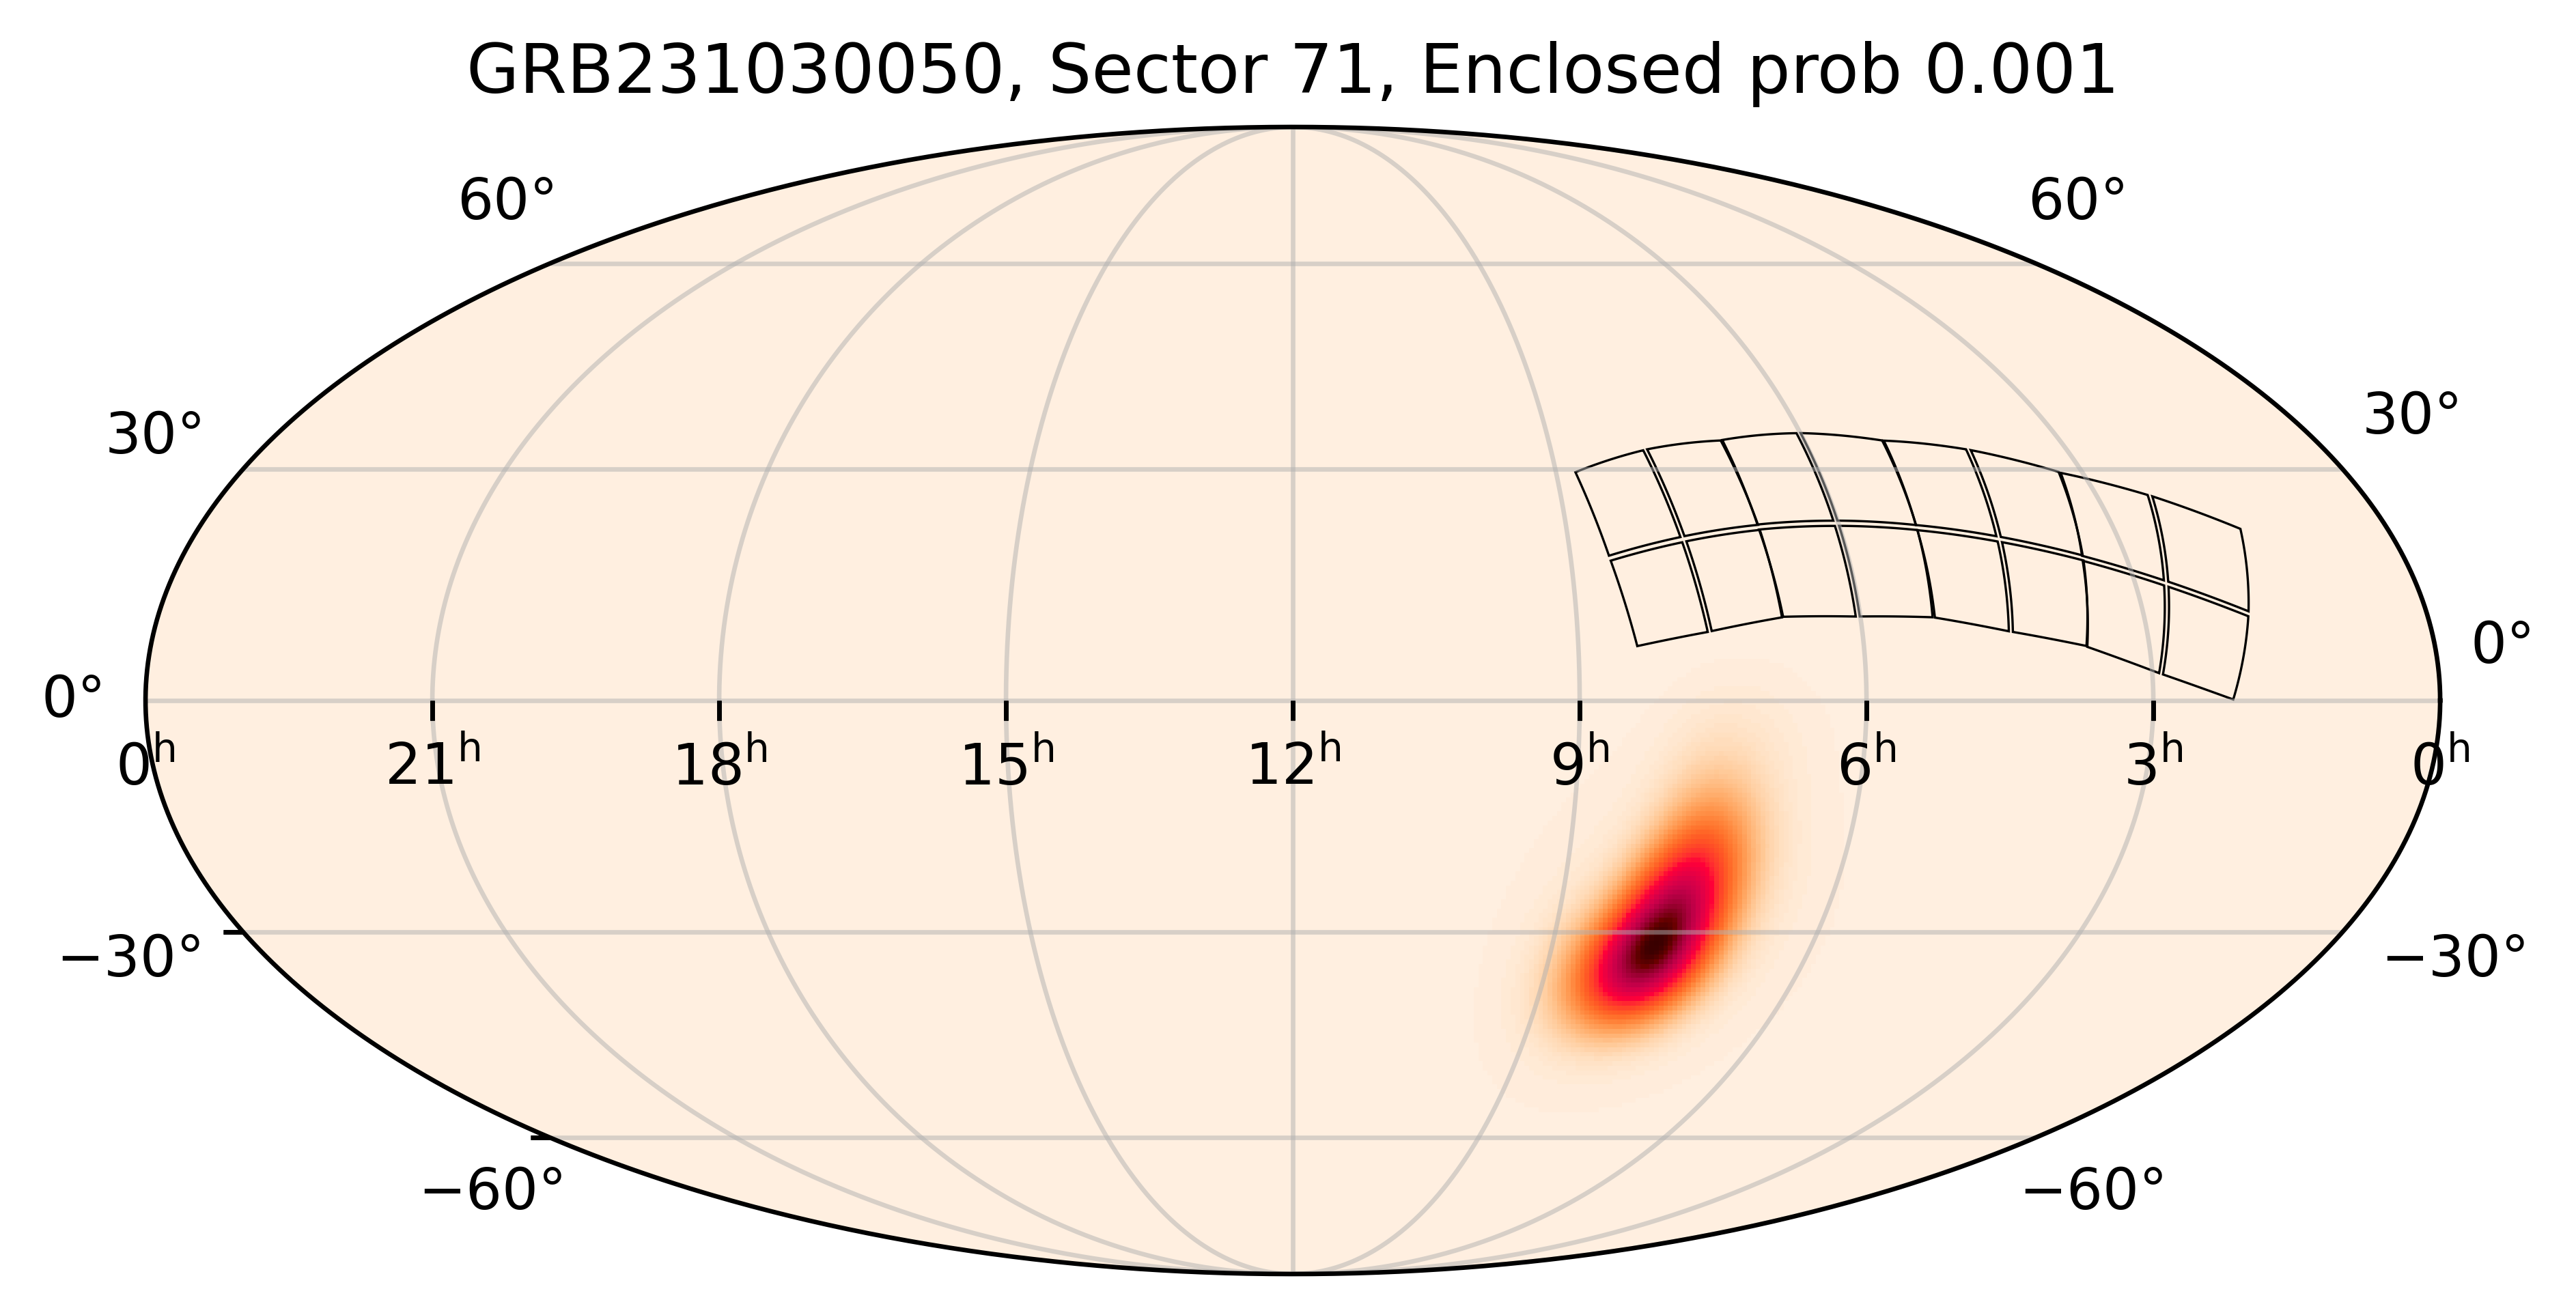 GRB231030050, Sector 71, Enclosed prob 0.001
60° 60°
30° 30°
0° 0°
0h 21h 18h 15h 12h 9h 6h 3h 0h
−30° −30°
−60° −60°